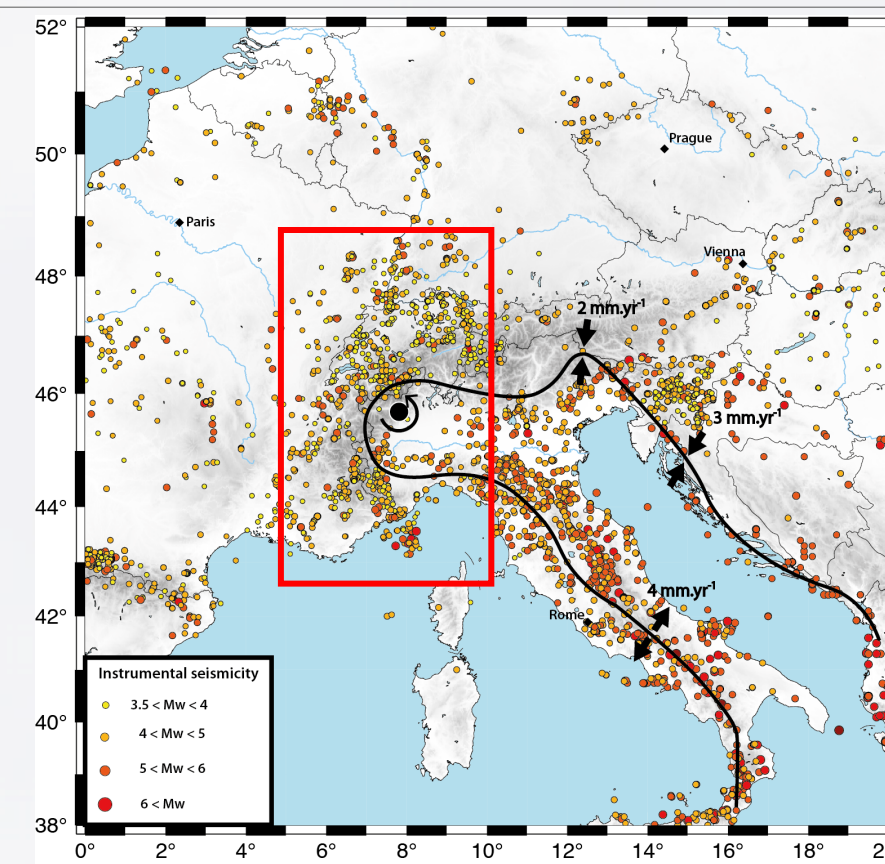 52°
50°
Prague
Paris
Vienna
48°
2 mm.yr-1
46°
3 mm.yr-1
44°
4 mm.yr-1
42°
Rome
Instrumental seismicity
3.5 < Mw < 4
4 < Mw < 5
40°
5 < Mw < 6
6 < Mw
38°
0° 2° 4° 6° 8° 10° 12° 14° 16° 18° 20